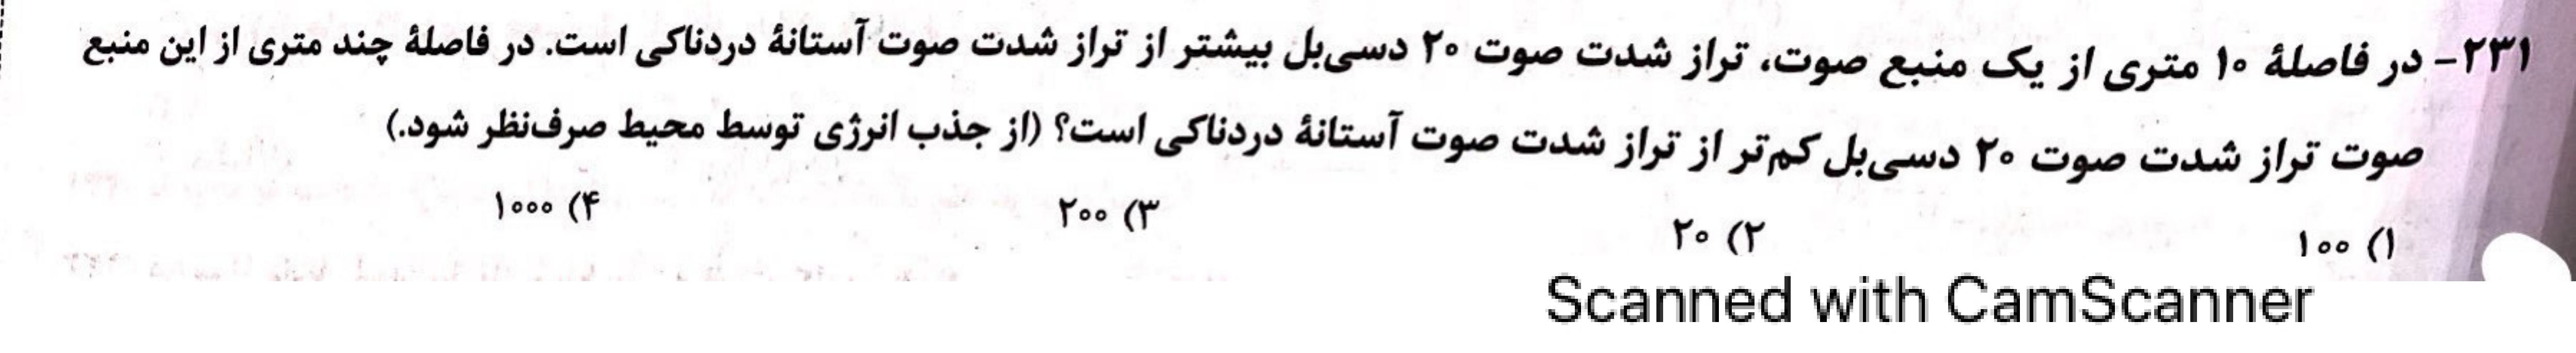 ۲۳۱- در فاصلهٔ ۱۰ متری از یک منبع صوت، تراز شدت صوت ۲۰ دسی‌بل بیشتر از تراز شدت صوت آستانهٔ دردناکی است. در فاصلهٔ چند متری از این منبع
صوت تراز شدت صوت ۲۰ دسی‌بل کم‌تر از تراز شدت صوت آستانهٔ دردناکی است؟ (از جذب انرژی توسط محیط صرف‌نظر شود.)
۱) ۱۰۰ ۲) ۲۰ ۳) ۲۰۰ ۴) ۱۰۰۰
Scanned with CamScanner